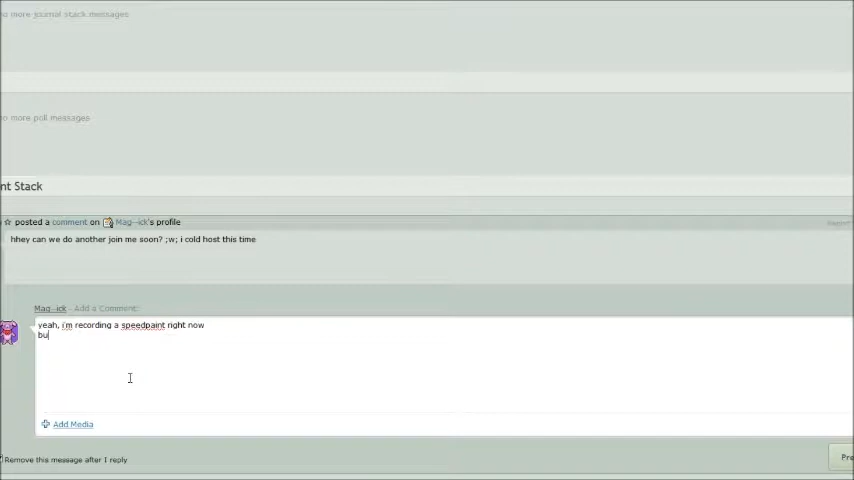 no more journal stack messages
no more poll messages
nt Stack
posted a comment on Mag--ick's profile
hhey can we do another join me soon? ;w; i cold host this time
Mag--ick - Add a Comment:
yeah, i'm recording a speedpaint right now
bu
Add Media
Remove this message after I reply
Pre